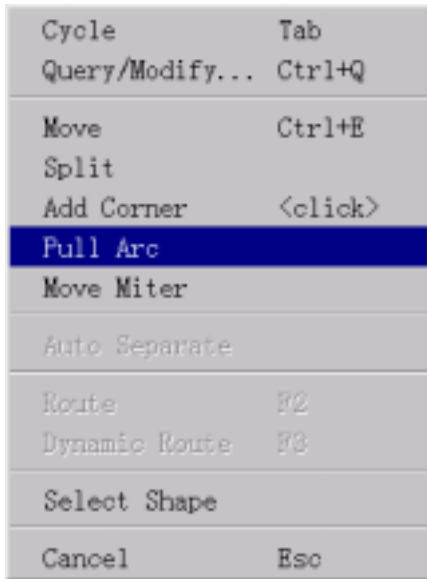 Cycle Tab
Query/Modify... Ctrl+Q
Move Ctrl+E
Split
Add Corner <click>
Pull Arc
Move Miter
Auto Separate
Route F2
Dynamic Route F3
Select Shape
Cancel Esc